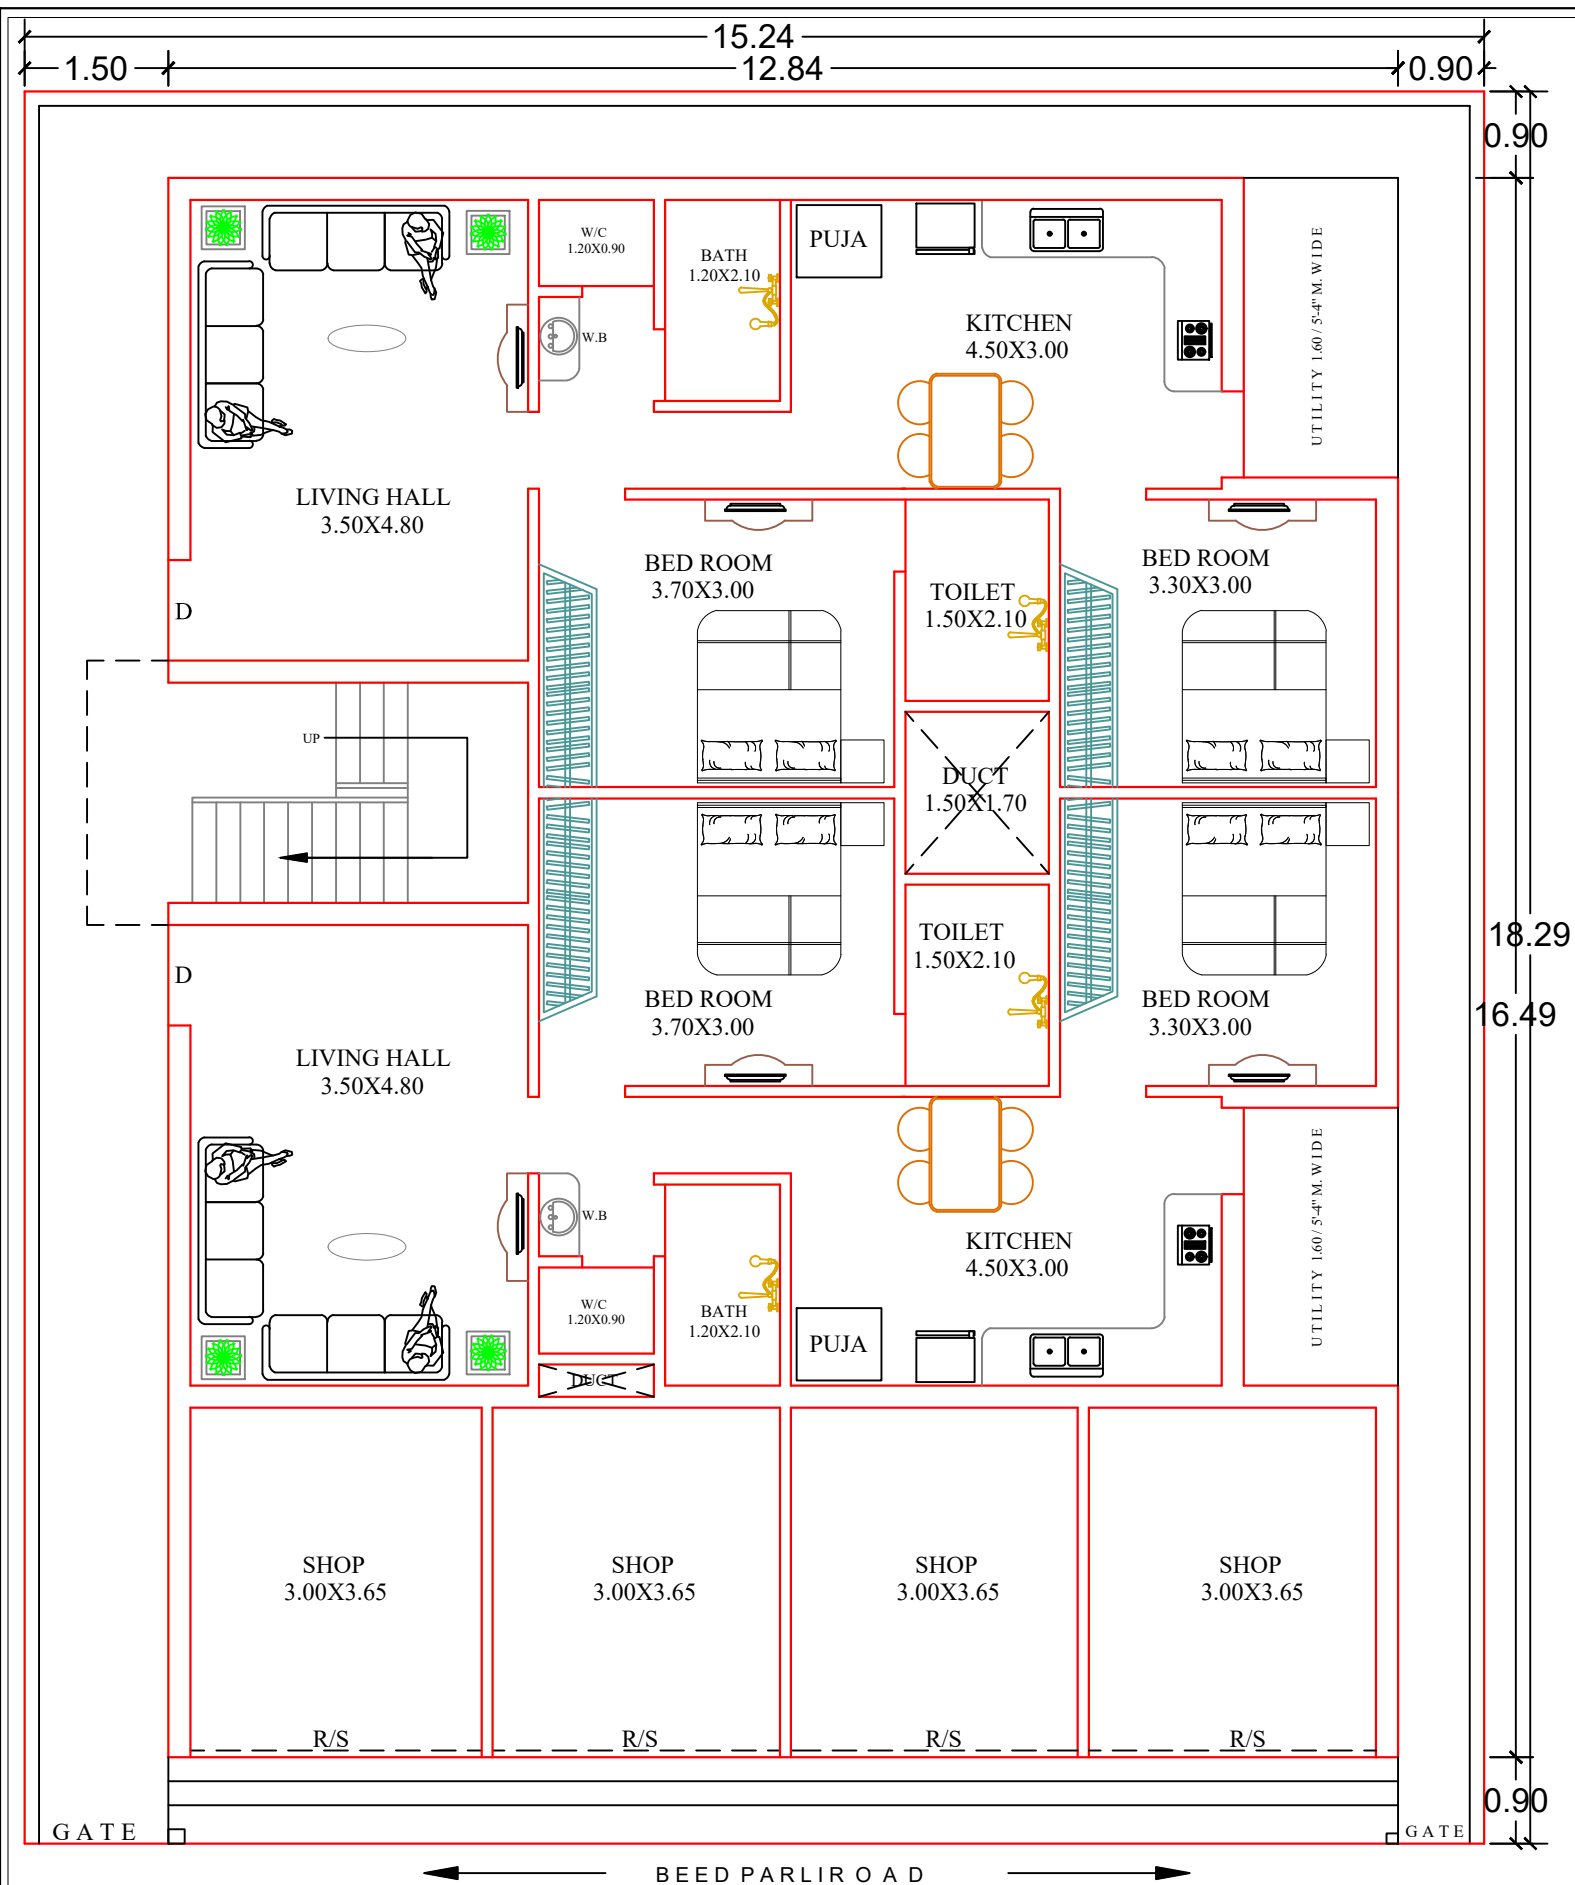 15.24
1.50
12.84
0.90
0.90
W/C
1.20X0.90
BATH
1.20X2.10
PUJA
W.B
KITCHEN
4.50X3.00
UTILITY 1.60 / 5'-4" M. WIDE
LIVING HALL
3.50X4.80
BED ROOM
3.70X3.00
TOILET
1.50X2.10
BED ROOM
3.30X3.00
D
UP
DUCT
1.50X1.70
18.29
16.49
D
TOILET
1.50X2.10
BED ROOM
3.70X3.00
BED ROOM
3.30X3.00
LIVING HALL
3.50X4.80
W.B
KITCHEN
4.50X3.00
UTILITY 1.60 / 5'-4" M. WIDE
W/C
1.20X0.90
BATH
1.20X2.10
PUJA
DUCT
SHOP
3.00X3.65
SHOP
3.00X3.65
SHOP
3.00X3.65
SHOP
3.00X3.65
R/S
R/S
R/S
R/S
0.90
GATE
GATE
BEED PARLIR O A D